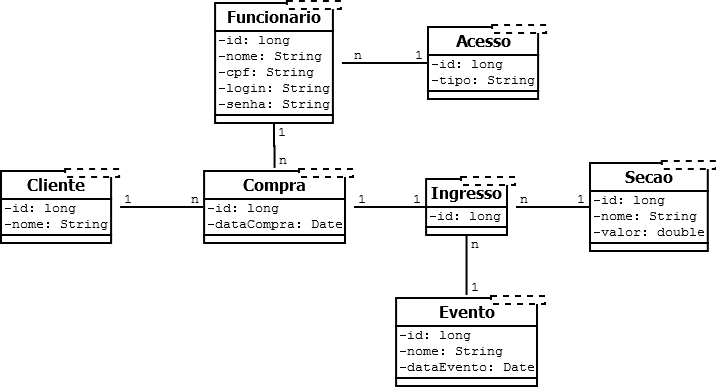 Funcionario
-id: long
-nome: String
-cpf: String
-login: String
-senha: String
n
1
Acesso
-id: long
-tipo: String
1
n
Cliente
-id: long
-nome: String
1
n
Compra
-id: long
-dataCompra: Date
1
1
Ingresso
-id: long
n
1
Secao
-id: long
-nome: String
-valor: double
n
1
Evento
-id: long
-nome: String
-dataEvento: Date